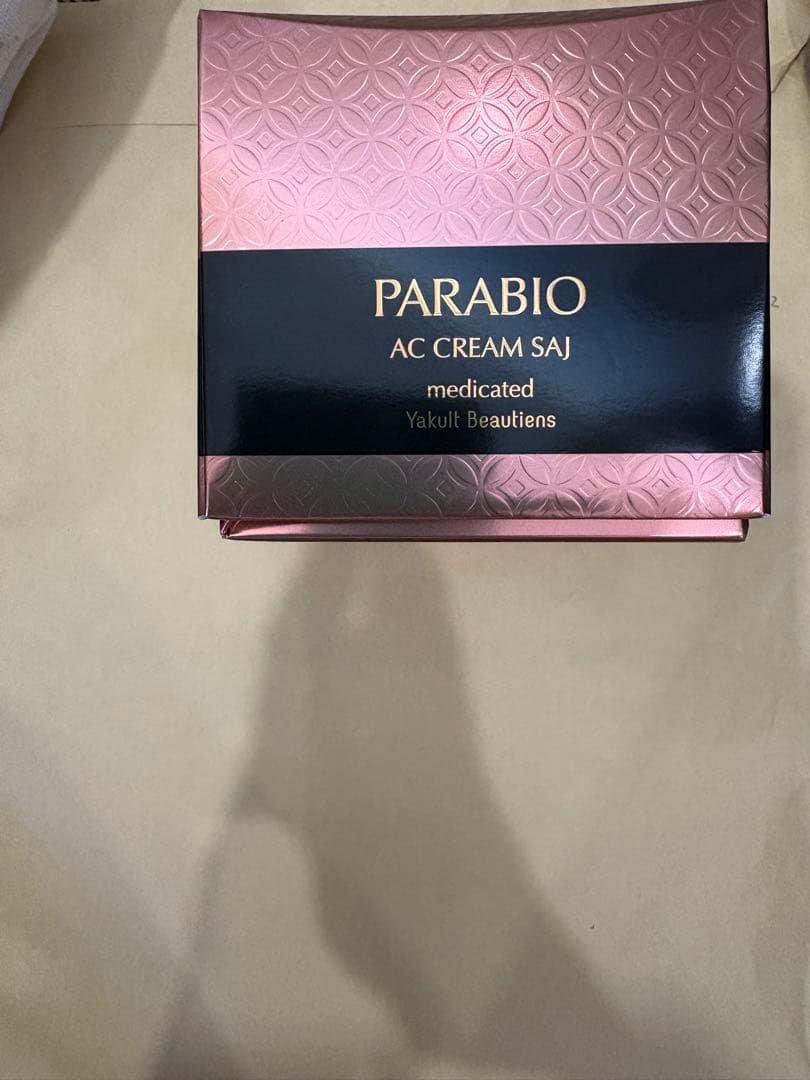 PARABIO
AC CREAM SAJ
medicated
Yakult Beautiens